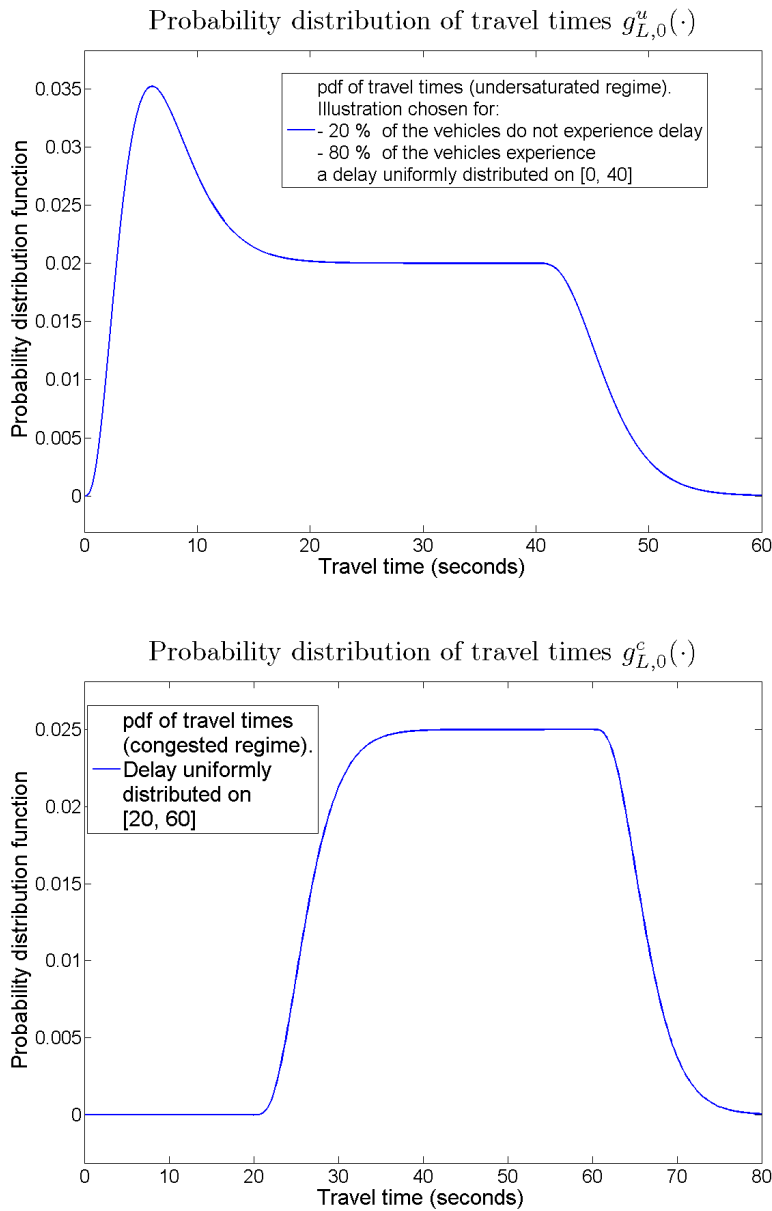 Probability distribution of travel times $g^{u}_{L,0}(\cdot)$
0.035
0.03
0.025
0.02
0.015
0.01
0.005
0
Probability distribution function
pdf of travel times (undersaturated regime).
Illustration chosen for:
- 20 % of the vehicles do not experience delay
- 80 % of the vehicles experience
a delay uniformly distributed on [0, 40]
0 10 20 30 40 50 60
Travel time (seconds)
Probability distribution of travel times $g^{c}_{L,0}(\cdot)$
0.025
0.02
0.015
0.01
0.005
0
Probability distribution function
pdf of travel times
(congested regime).
Delay uniformly
distributed on
[20, 60]
0 10 20 30 40 50 60 70 80
Travel time (seconds)